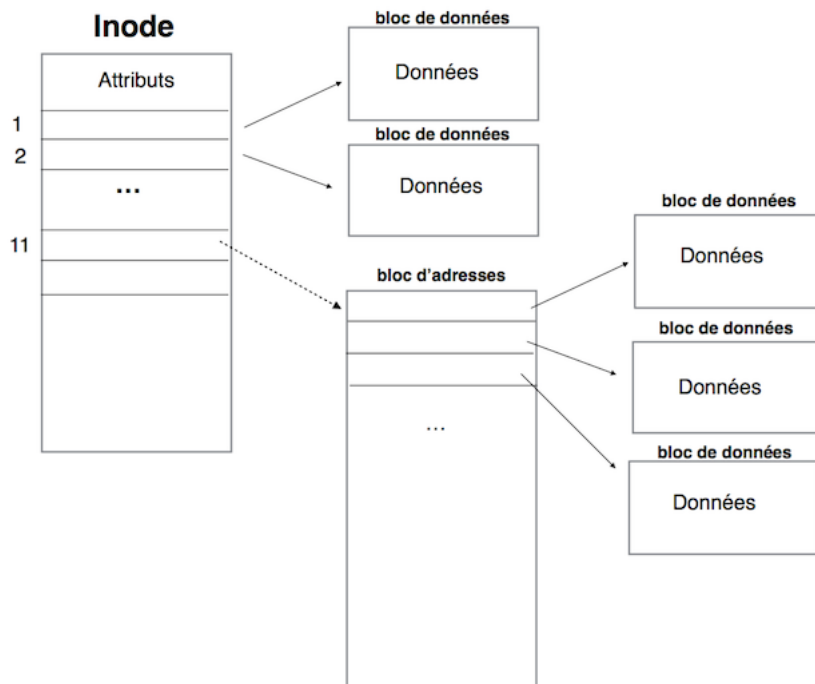 Inode
Attributs
1
2
...
11
bloc de données
Données
bloc de données
Données
bloc d'adresses
...
bloc de données
Données
bloc de données
Données
bloc de données
Données